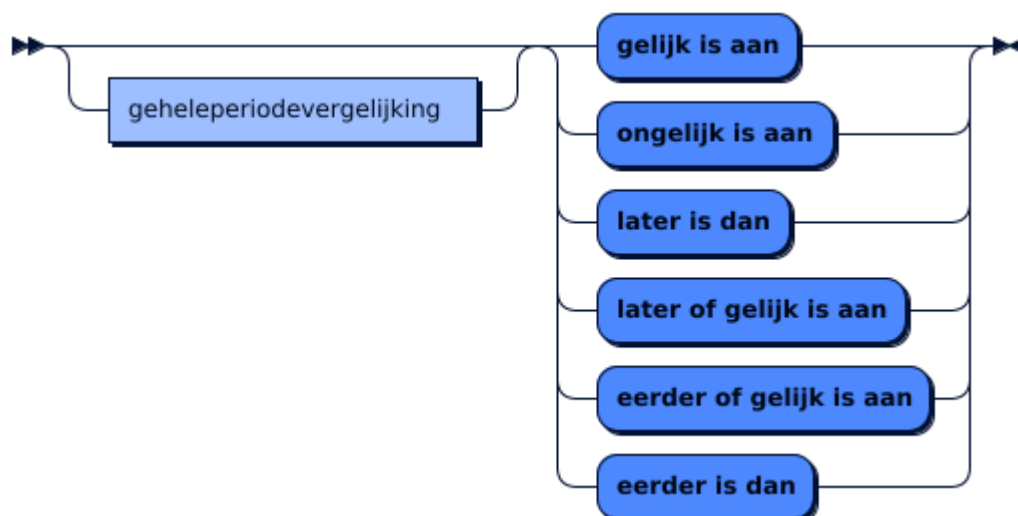 gelijk is aan
geheleperiodevergelijking
ongelijk is aan
later is dan
later of gelijk is aan
eerder of gelijk is aan
eerder is dan